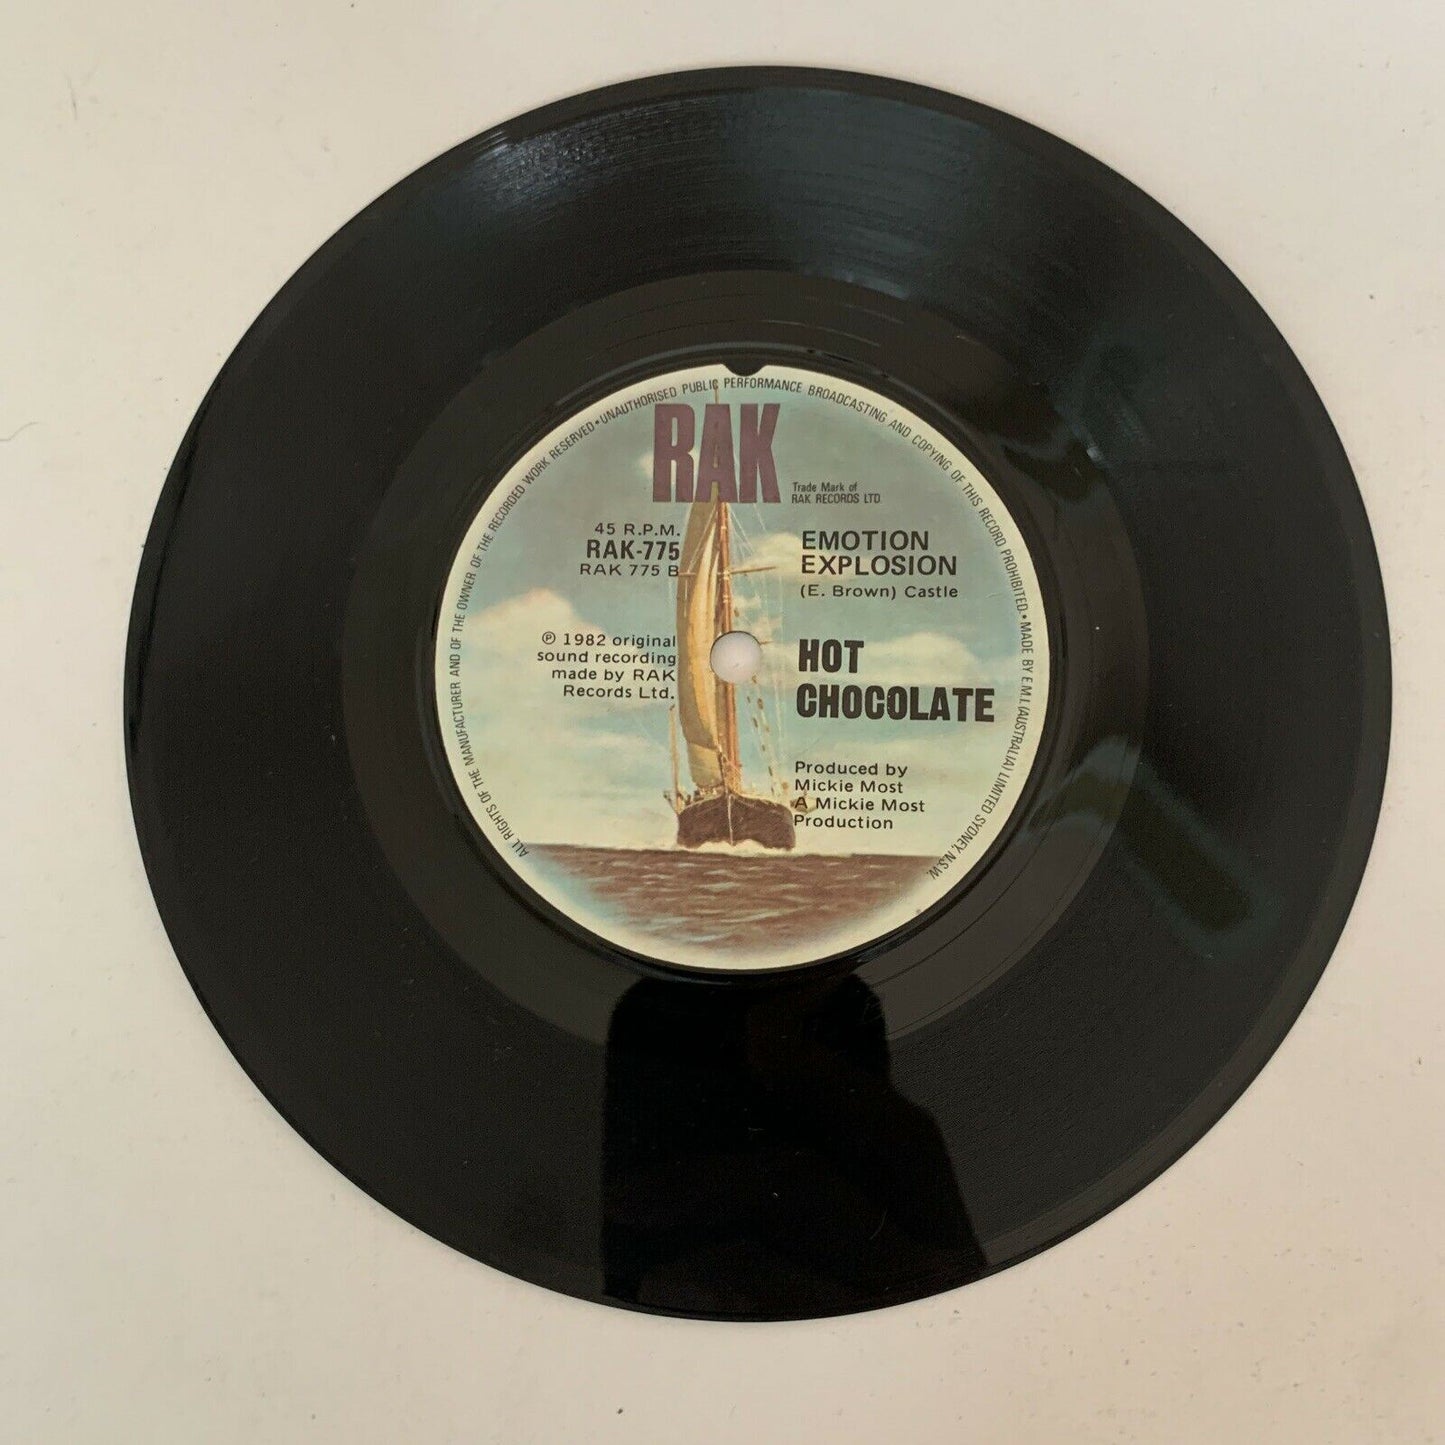 ALL RIGHTS OF THE MANUFACTURER AND OF THE OWNER OF THE RECORDED WORK RESERVED•UNAUTHORISED PUBLIC PERFORMANCE BROADCASTING AND COPYING OF THIS RECORD PROHIBITED•MADE BY E.M.I.(AUSTRALIA) LIMITED SYDNEY, N.S.W.
RAK
Trade Mark of
RAK RECORDS LTD
45 R.P.M.
RAK-775
RAK 775 B
EMOTION
EXPLOSION
(E. Brown) Castle
℗ 1982 original
sound recording
made by RAK
Records Ltd.
HOT
CHOCOLATE
Produced by
Mickie Most
A Mickie Most
Production